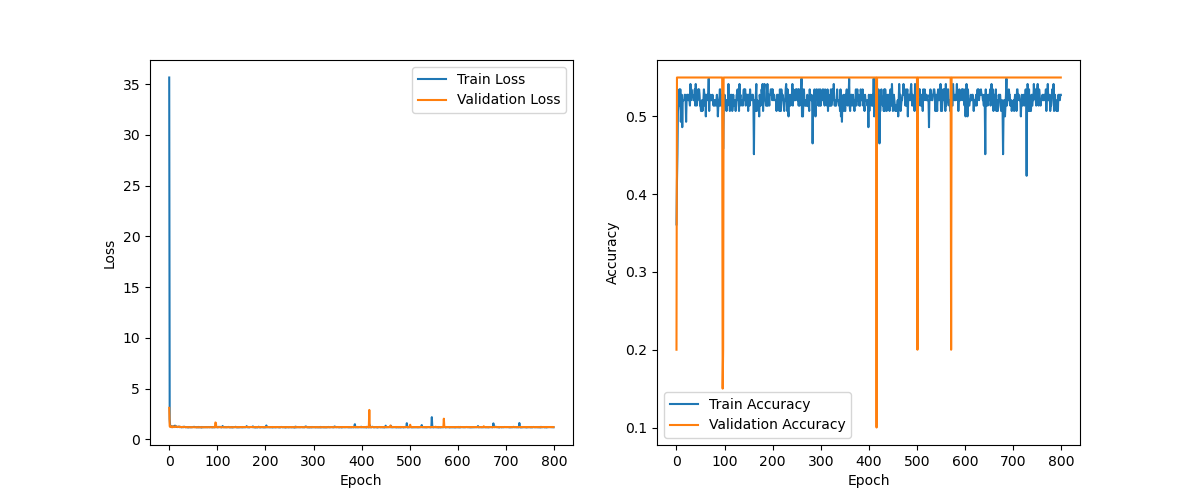 Train Loss
Validation Loss
35
30
25
20
15
10
5
0
Loss
0 100 200 300 400 500 600 700 800
Epoch
0.5
0.4
0.3
0.2
0.1
Accuracy
Train Accuracy
Validation Accuracy
0 100 200 300 400 500 600 700 800
Epoch